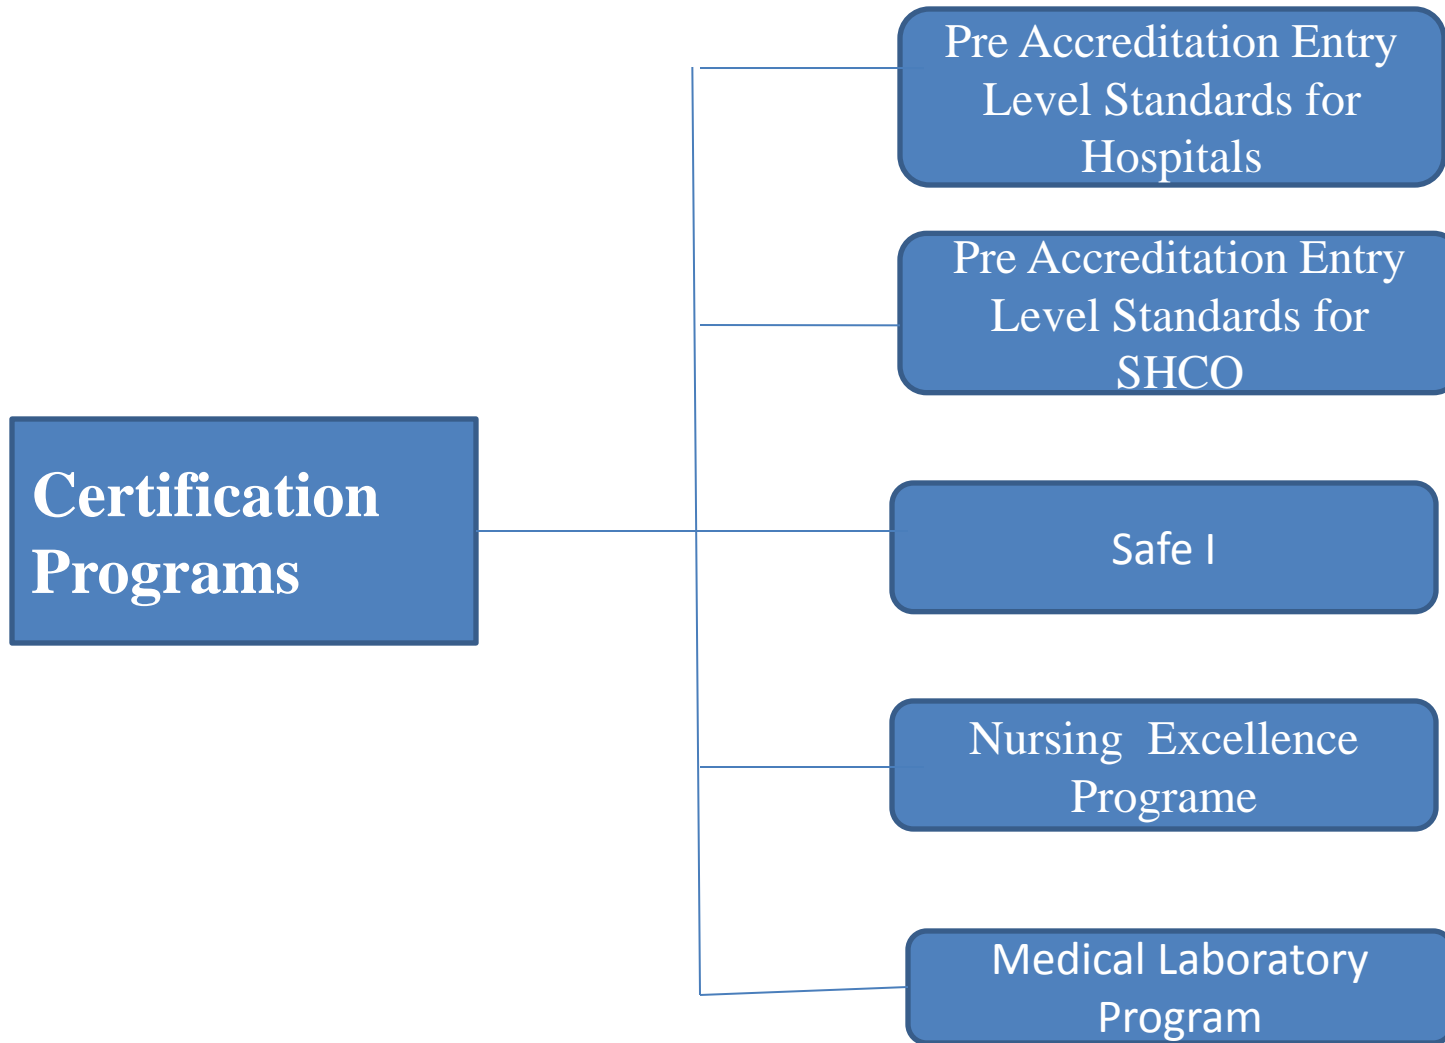 Pre Accreditation Entry
Level Standards for
Hospitals
Pre Accreditation Entry
Level Standards for
SHCO
Certification
Programs
Safe I
Nursing  Excellence
Programe
Medical Laboratory
Program